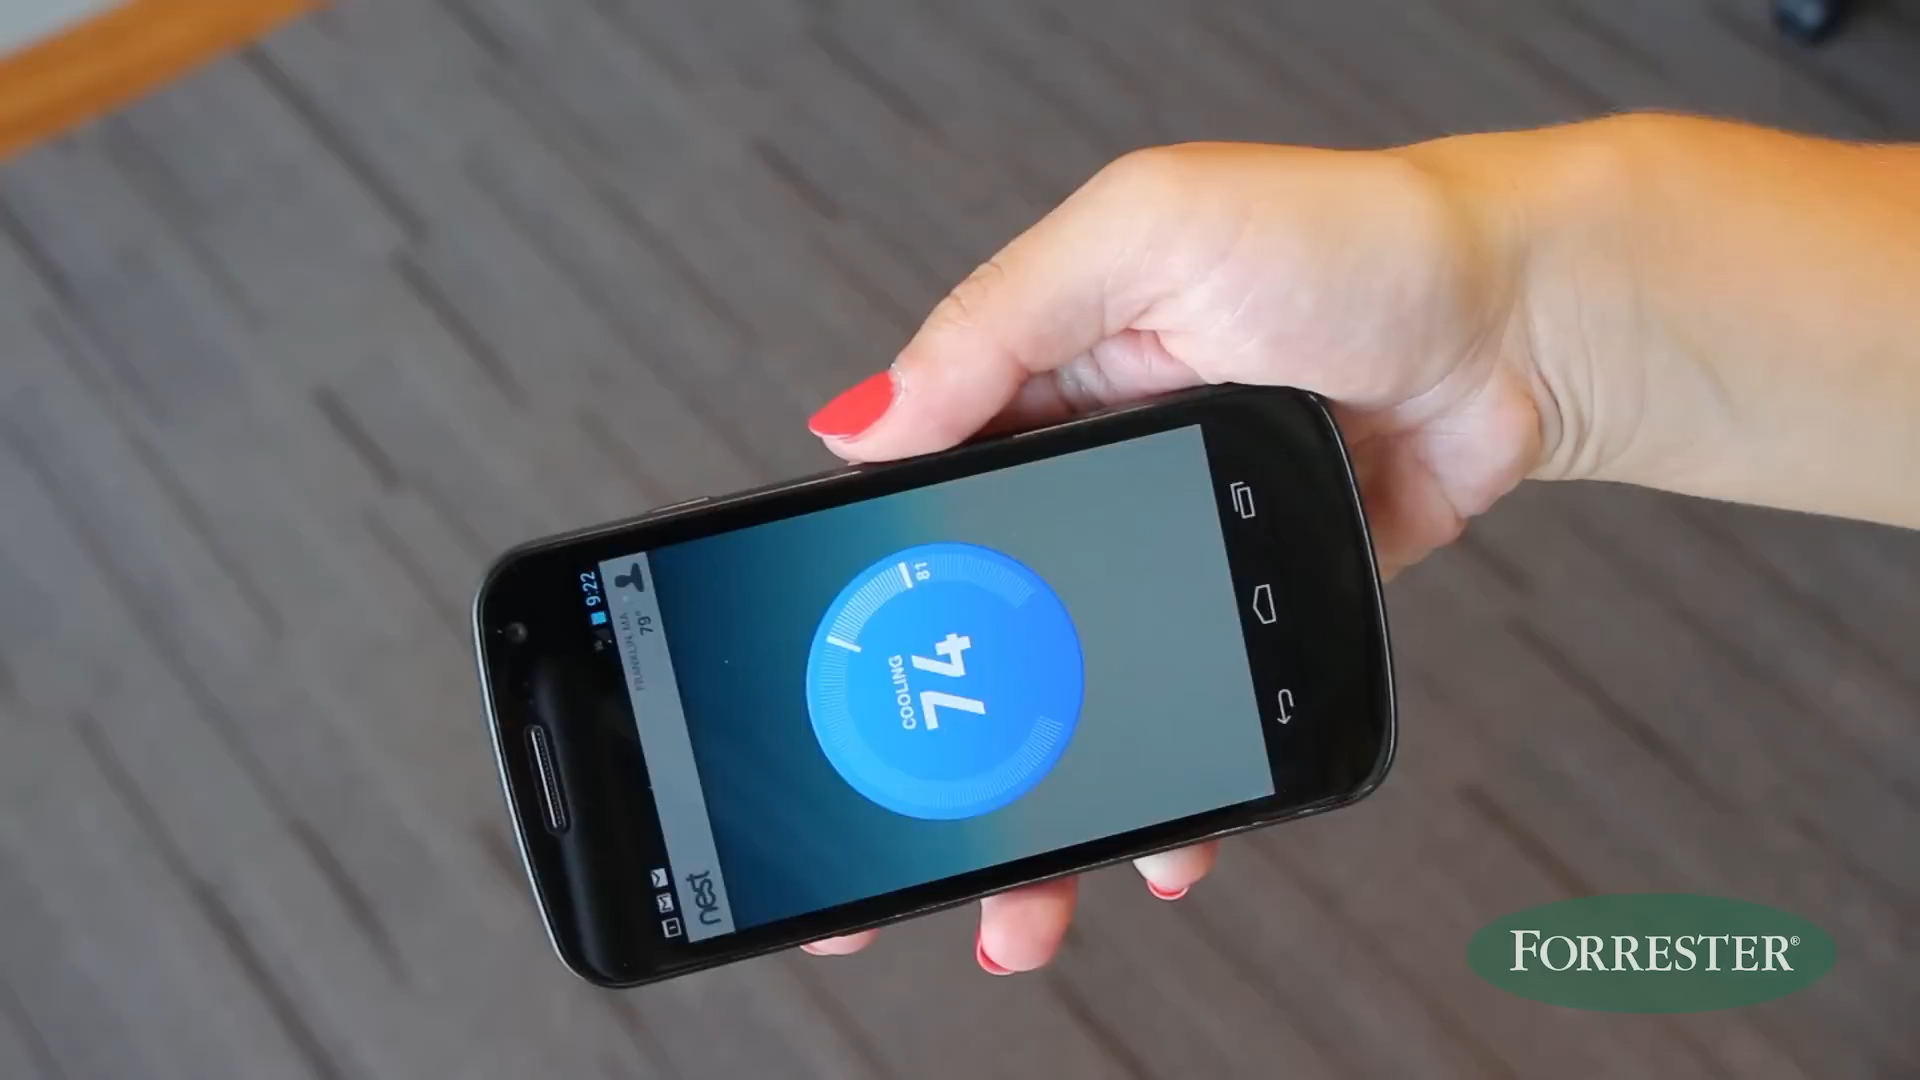 9:22
nest
FRANKLIN, MA
79°
COOLING
74
81
FORRESTER®